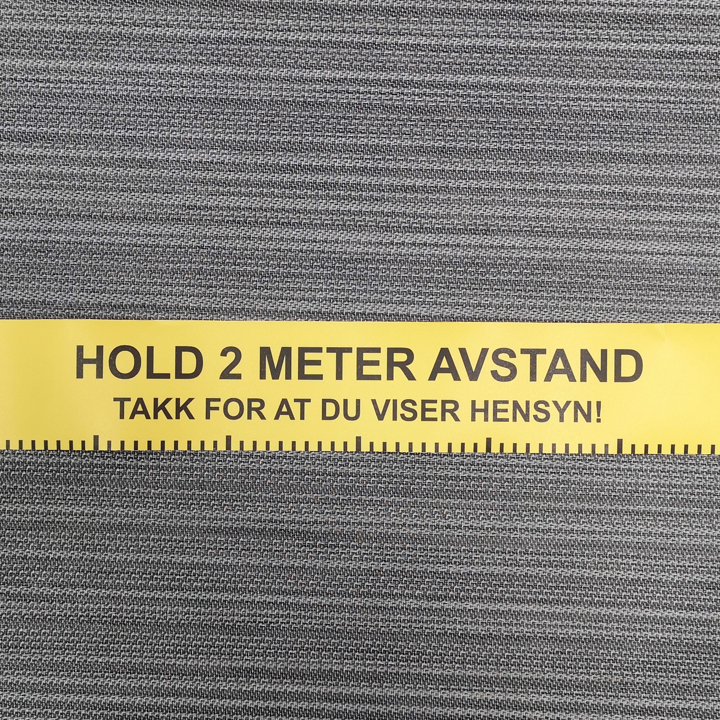 HOLD 2 METER AVSTAND
TAKK FOR AT DU VISER HENSYN!